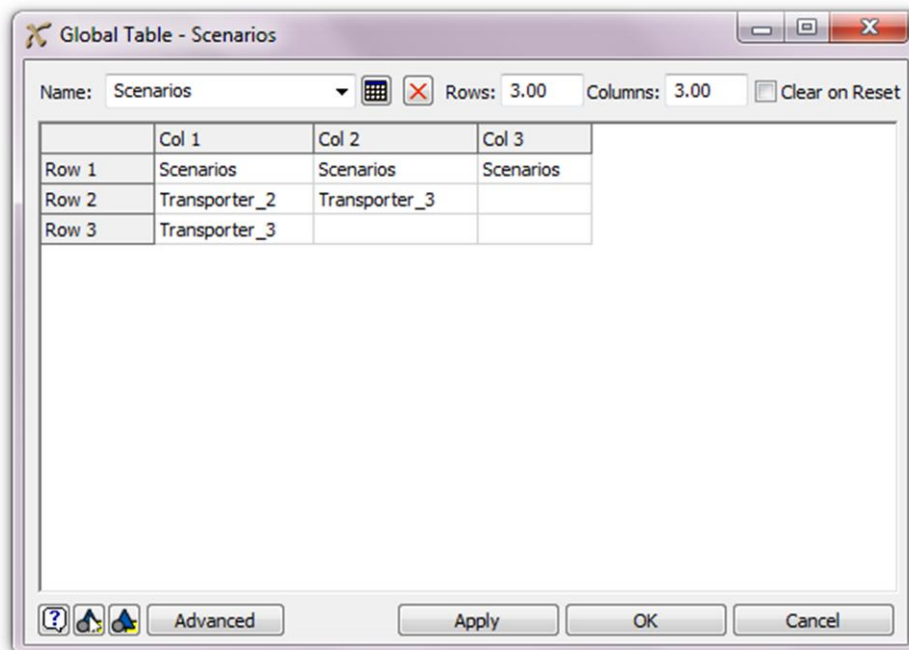 Global Table - Scenarios
Name: Scenarios Rows: 3.00 Columns: 3.00 Clear on Reset
Col 1 Col 2 Col 3
Row 1 Scenarios Scenarios Scenarios
Row 2 Transporter_2 Transporter_3
Row 3 Transporter_3
? Advanced Apply OK Cancel